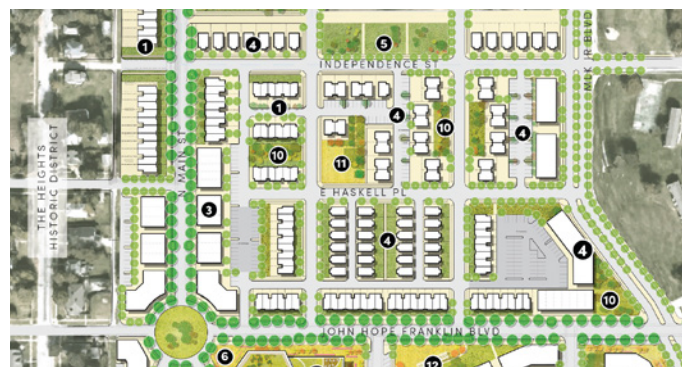 1
4
5
INDEPENDENCE ST
MLK JR BLVD
1
4
4
10
10
11
THE HEIGHTS
HISTORIC DISTRICT
N MAIN ST
E HASKELL PL
3
4
4
10
JOHN HOPE FRANKLIN BLVD
6
12